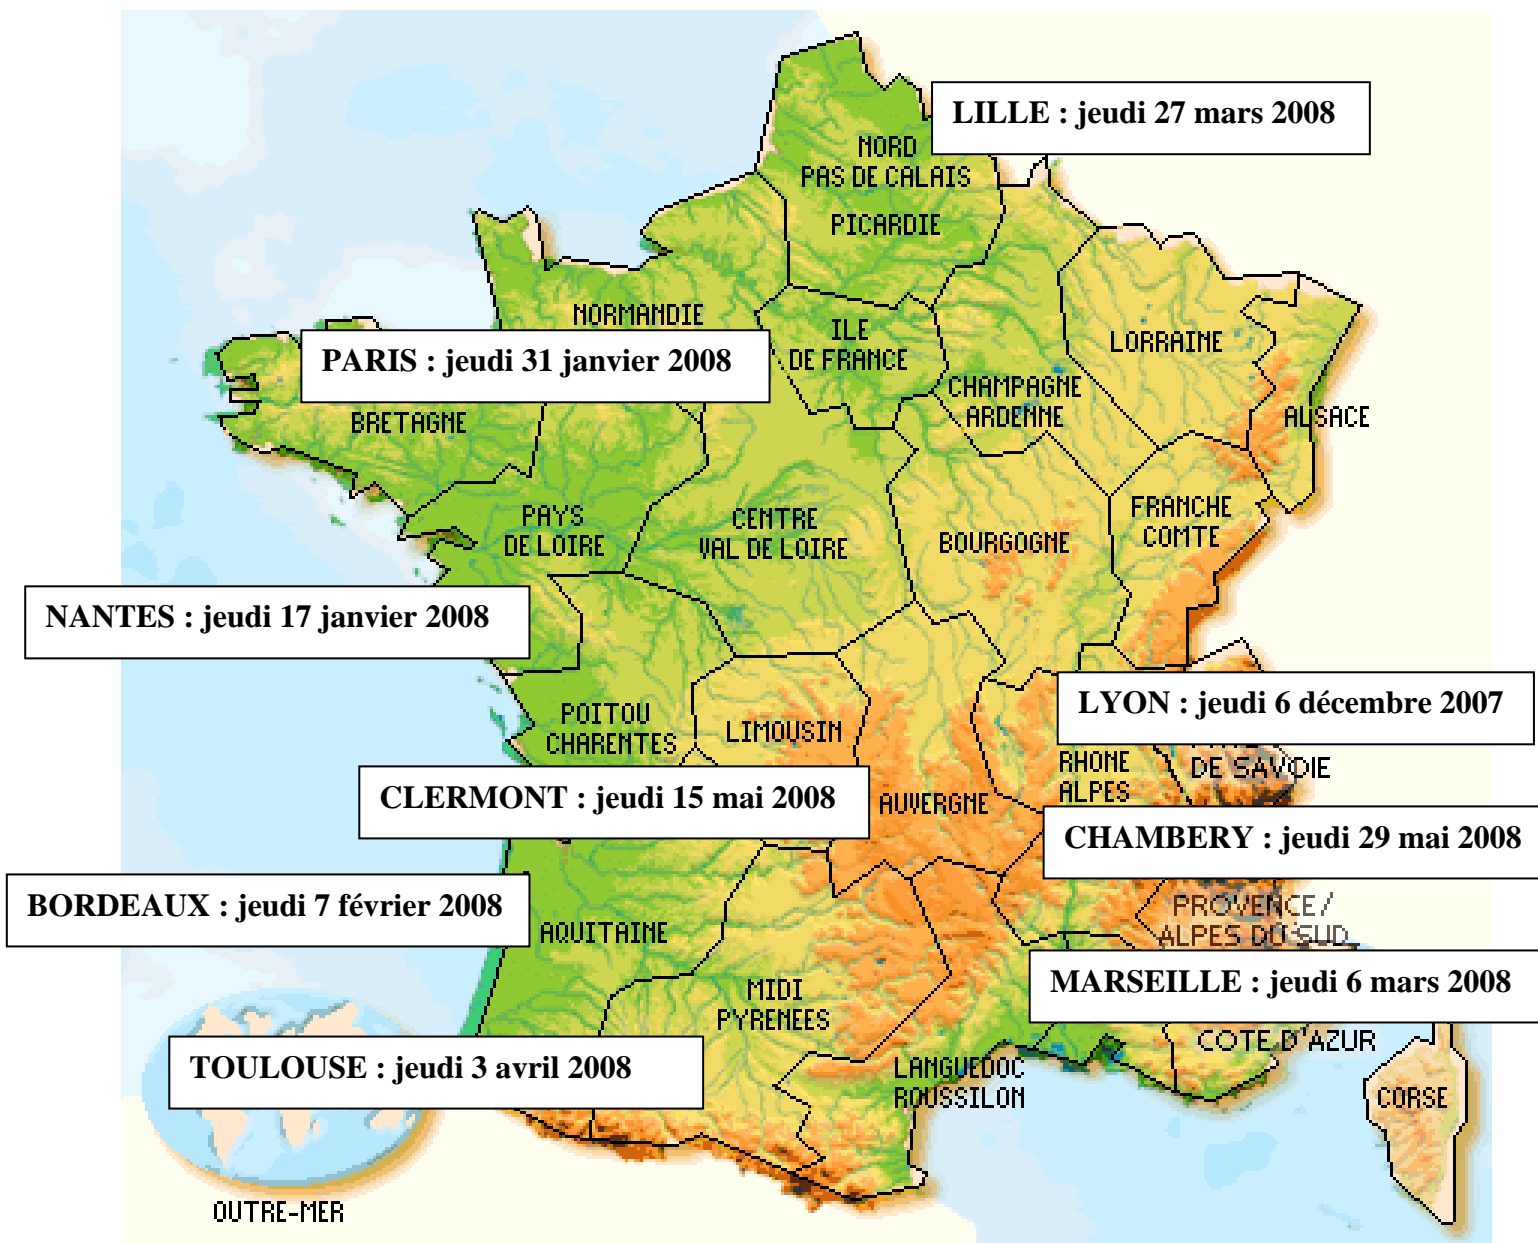 LILLE : jeudi 27 mars 2008
NORD
PAS DE CALAIS
PICARDIE
NORMANDIE
ILE
DE FRANCE
LORRAINE
PARIS : jeudi 31 janvier 2008
CHAMPAGNE
ARDENNE
ALSACE
BRETAGNE
PAYS
DE LOIRE
CENTRE
VAL DE LOIRE
BOURGOGNE
FRANCHE
COMTE
NANTES : jeudi 17 janvier 2008
LYON : jeudi 6 décembre 2007
POITOU
CHARENTES
LIMOUSIN
RHONE
ALPES
DE SAVOIE
CLERMONT : jeudi 15 mai 2008
AUVERGNE
CHAMBERY : jeudi 29 mai 2008
BORDEAUX : jeudi 7 février 2008
AQUITAINE
PROVENCE/
ALPES DU SUD
MARSEILLE : jeudi 6 mars 2008
MIDI
PYRENEES
COTE D'AZUR
TOULOUSE : jeudi 3 avril 2008
LANGUEDOC
ROUSSILON
CORSE
OUTRE-MER